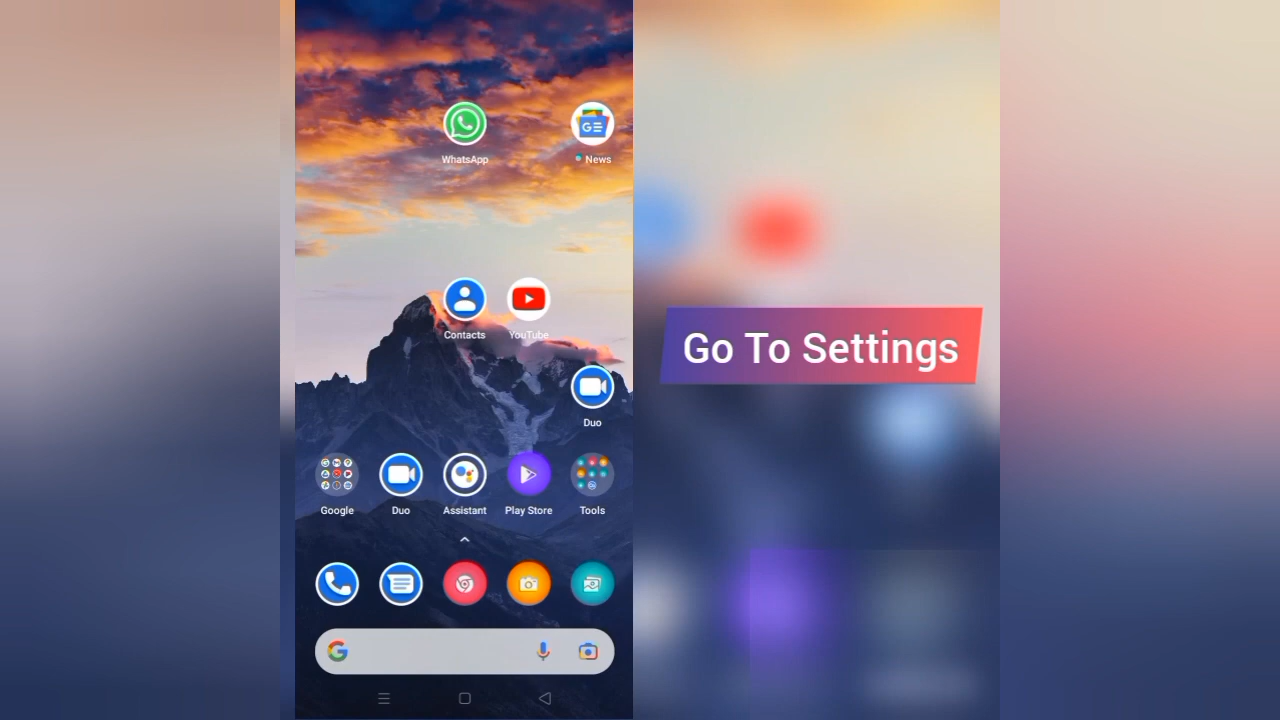 WhatsApp
News
Contacts
YouTube
Duo
Google
Duo
Assistant
Play Store
Tools
Go To Settings